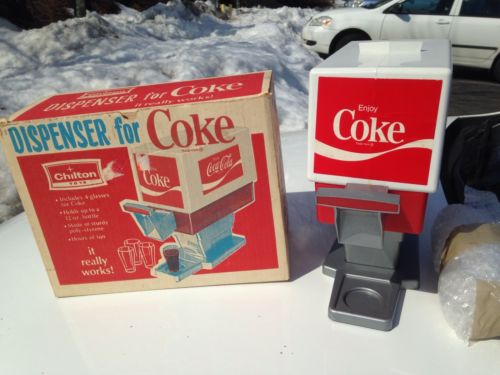 DISPENSER for Coke
it really works!
DISPENSER for Coke
Chilton
TOYS
• Includes 4 glasses
for Coke
• Holds up to a
12 oz. bottle
• Made of sturdy
poly-styrene
• Hours of fun
it
really
works!
Enjoy
Coke
Enjoy
Coca-Cola
Enjoy
Coke